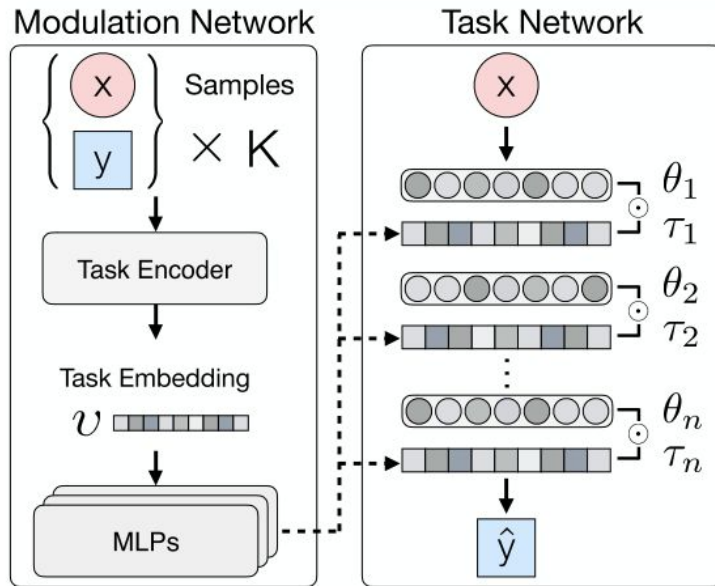 Modulation Network
x
Samples
y
× K
Task Encoder
Task Embedding
υ
MLPs
Task Network
x
θ₁
⊙
τ₁
θ₂
⊙
τ₂
⋮
θₙ
⊙
τₙ
ŷ